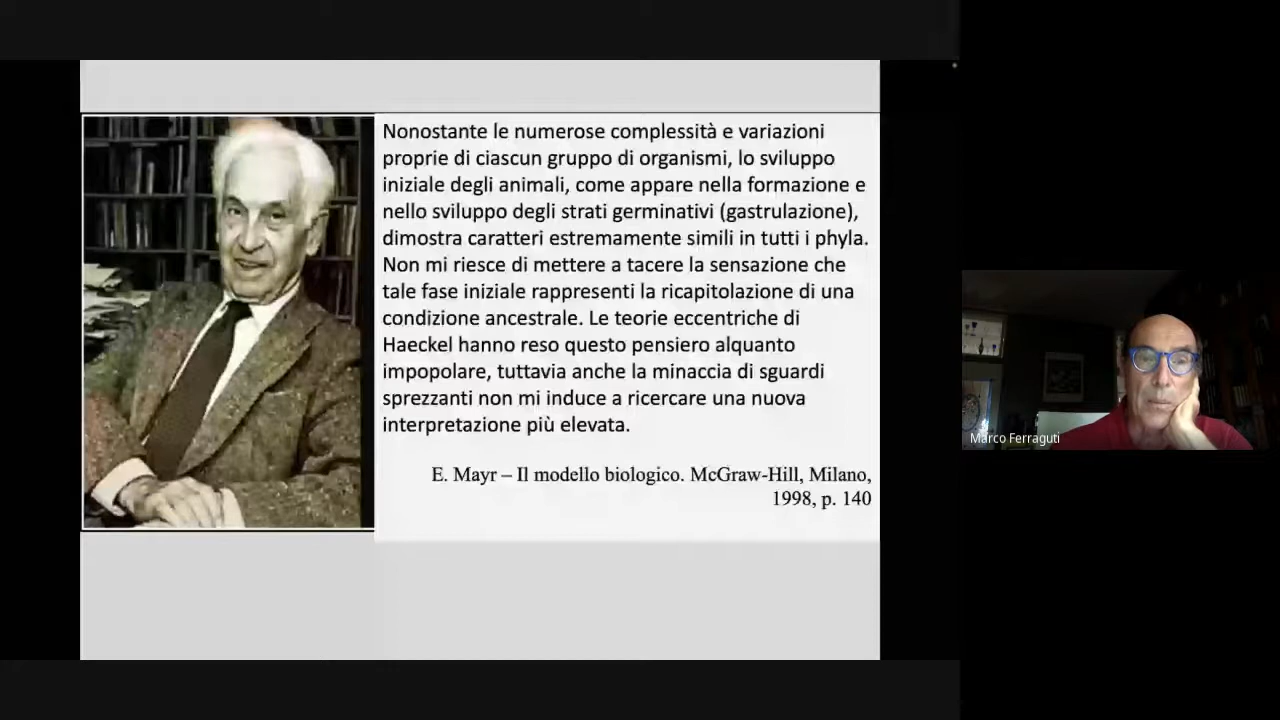 Nonostante le numerose complessità e variazioni
proprie di ciascun gruppo di organismi, lo sviluppo
iniziale degli animali, come appare nella formazione e
nello sviluppo degli strati germinativi (gastrulazione),
dimostra caratteri estremamente simili in tutti i phyla.
Non mi riesce di mettere a tacere la sensazione che
tale fase iniziale rappresenti la ricapitolazione di una
condizione ancestrale. Le teorie eccentriche di
Haeckel hanno reso questo pensiero alquanto
impopolare, tuttavia anche la minaccia di sguardi
sprezzanti non mi induce a ricercare una nuova
interpretazione più elevata.
E. Mayr – Il modello biologico. McGraw-Hill, Milano,
1998, p. 140
Marco Ferraguti